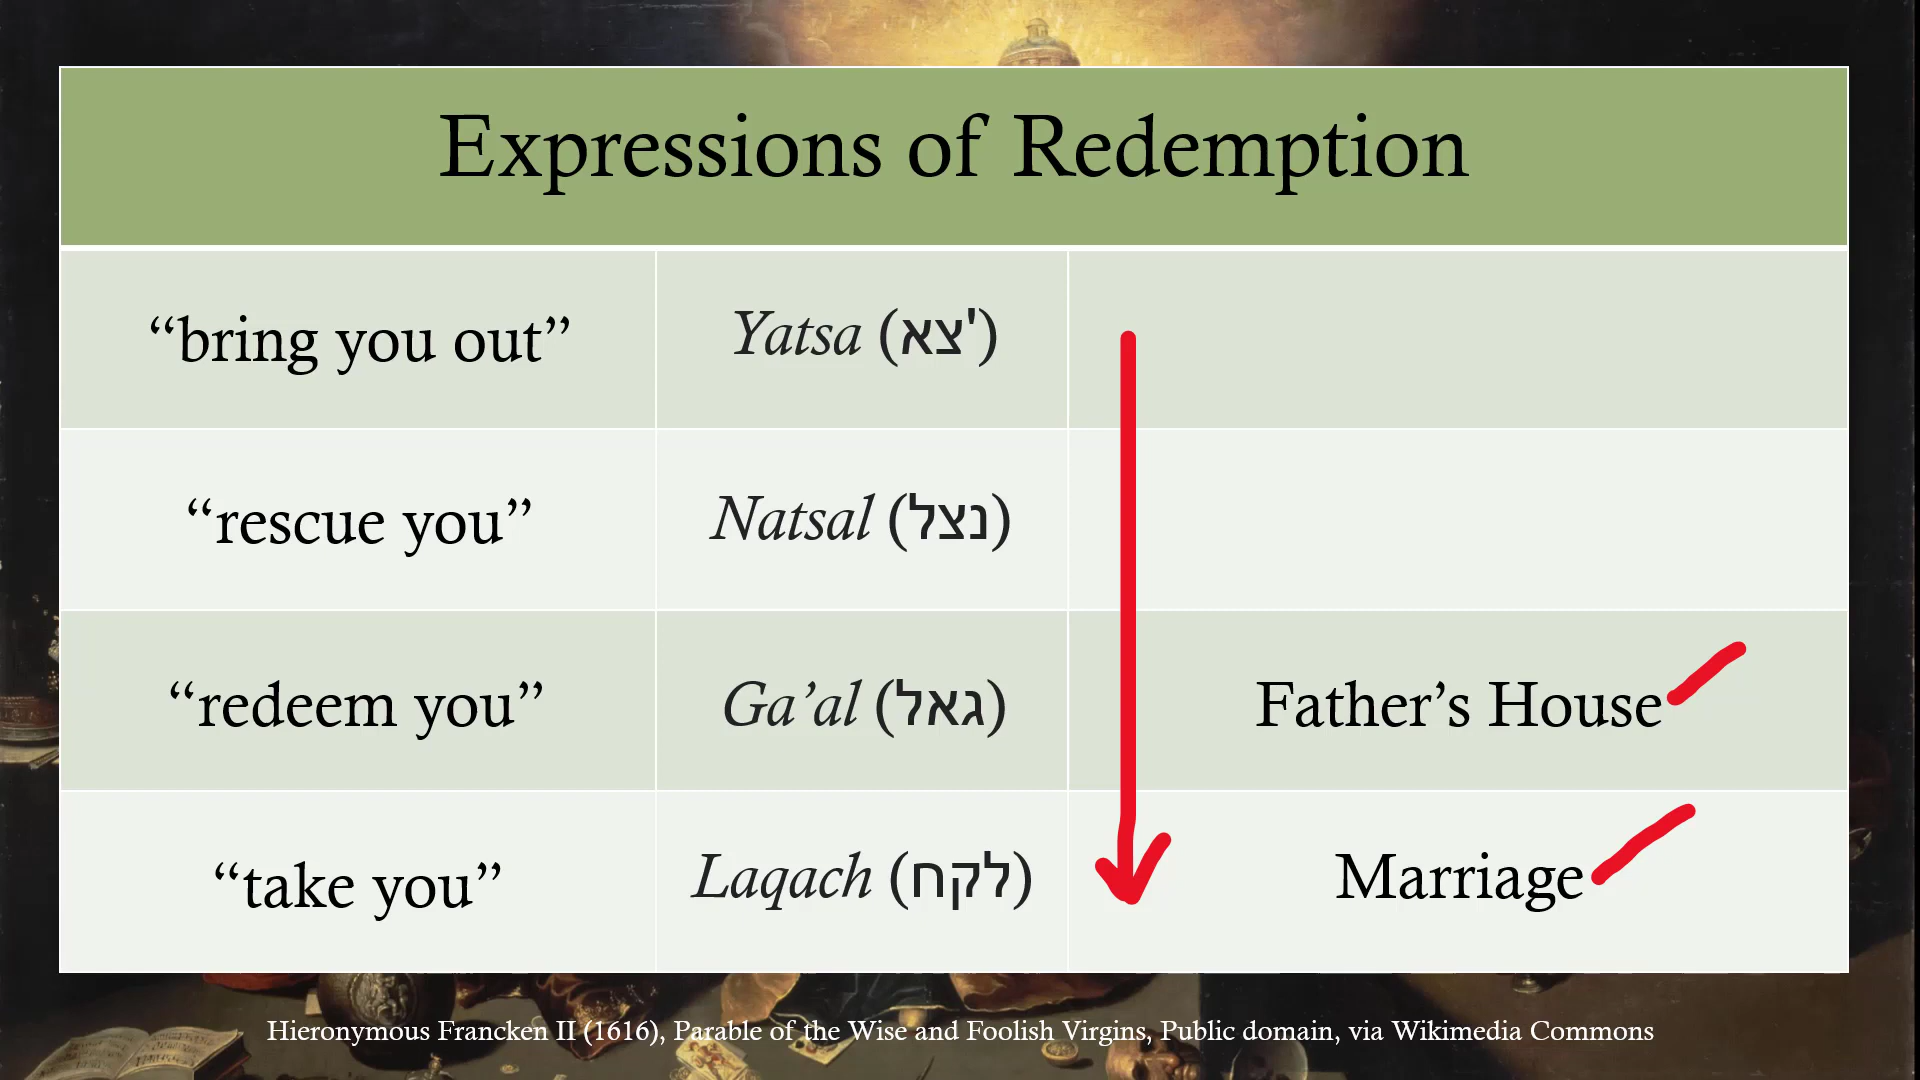 Expressions of Redemption
“bring you out”
Yatsa (יצא)
“rescue you”
Natsal (נצל)
“redeem you”
Ga’al (גאל)
Father’s House
“take you”
Laqach (לקח)
Marriage
Hieronymous Francken II (1616), Parable of the Wise and Foolish Virgins, Public domain, via Wikimedia Commons